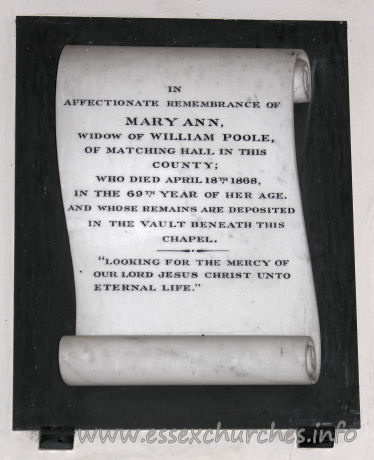 IN
AFFECTIONATE REMEMBRANCE OF
MARY ANN,
WIDOW OF WILLIAM POOLE,
OF MATCHING HALL IN THIS
COUNTY;
WHO DIED APRIL 18TH 1868,
IN THE 69TH YEAR OF HER AGE.
AND WHOSE REMAINS ARE DEPOSITED
IN THE VAULT BENEATH THIS
CHAPEL.
"LOOKING FOR THE MERCY OF
OUR LORD JESUS CHRIST UNTO
ETERNAL LIFE."
www.essexchurches.info